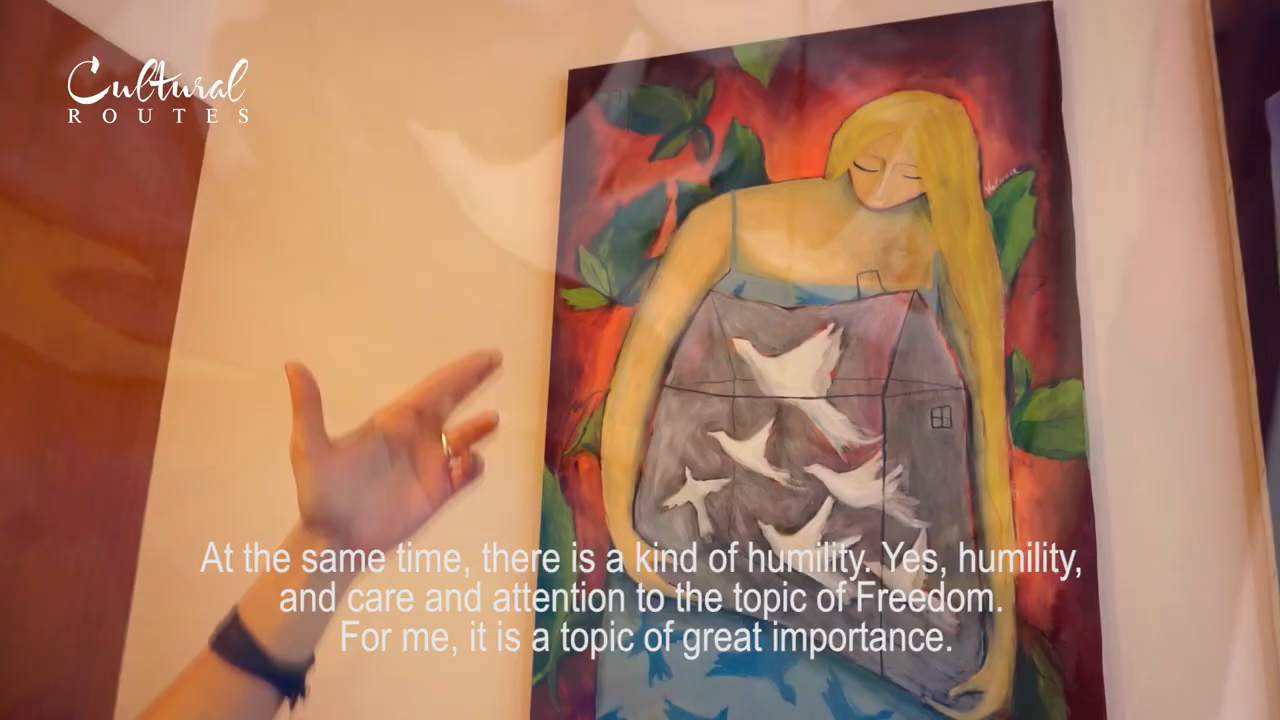 Cultural
ROUTES
At the same time, there is a kind of humility. Yes, humility,
and care and attention to the topic of Freedom.
For me, it is a topic of great importance.